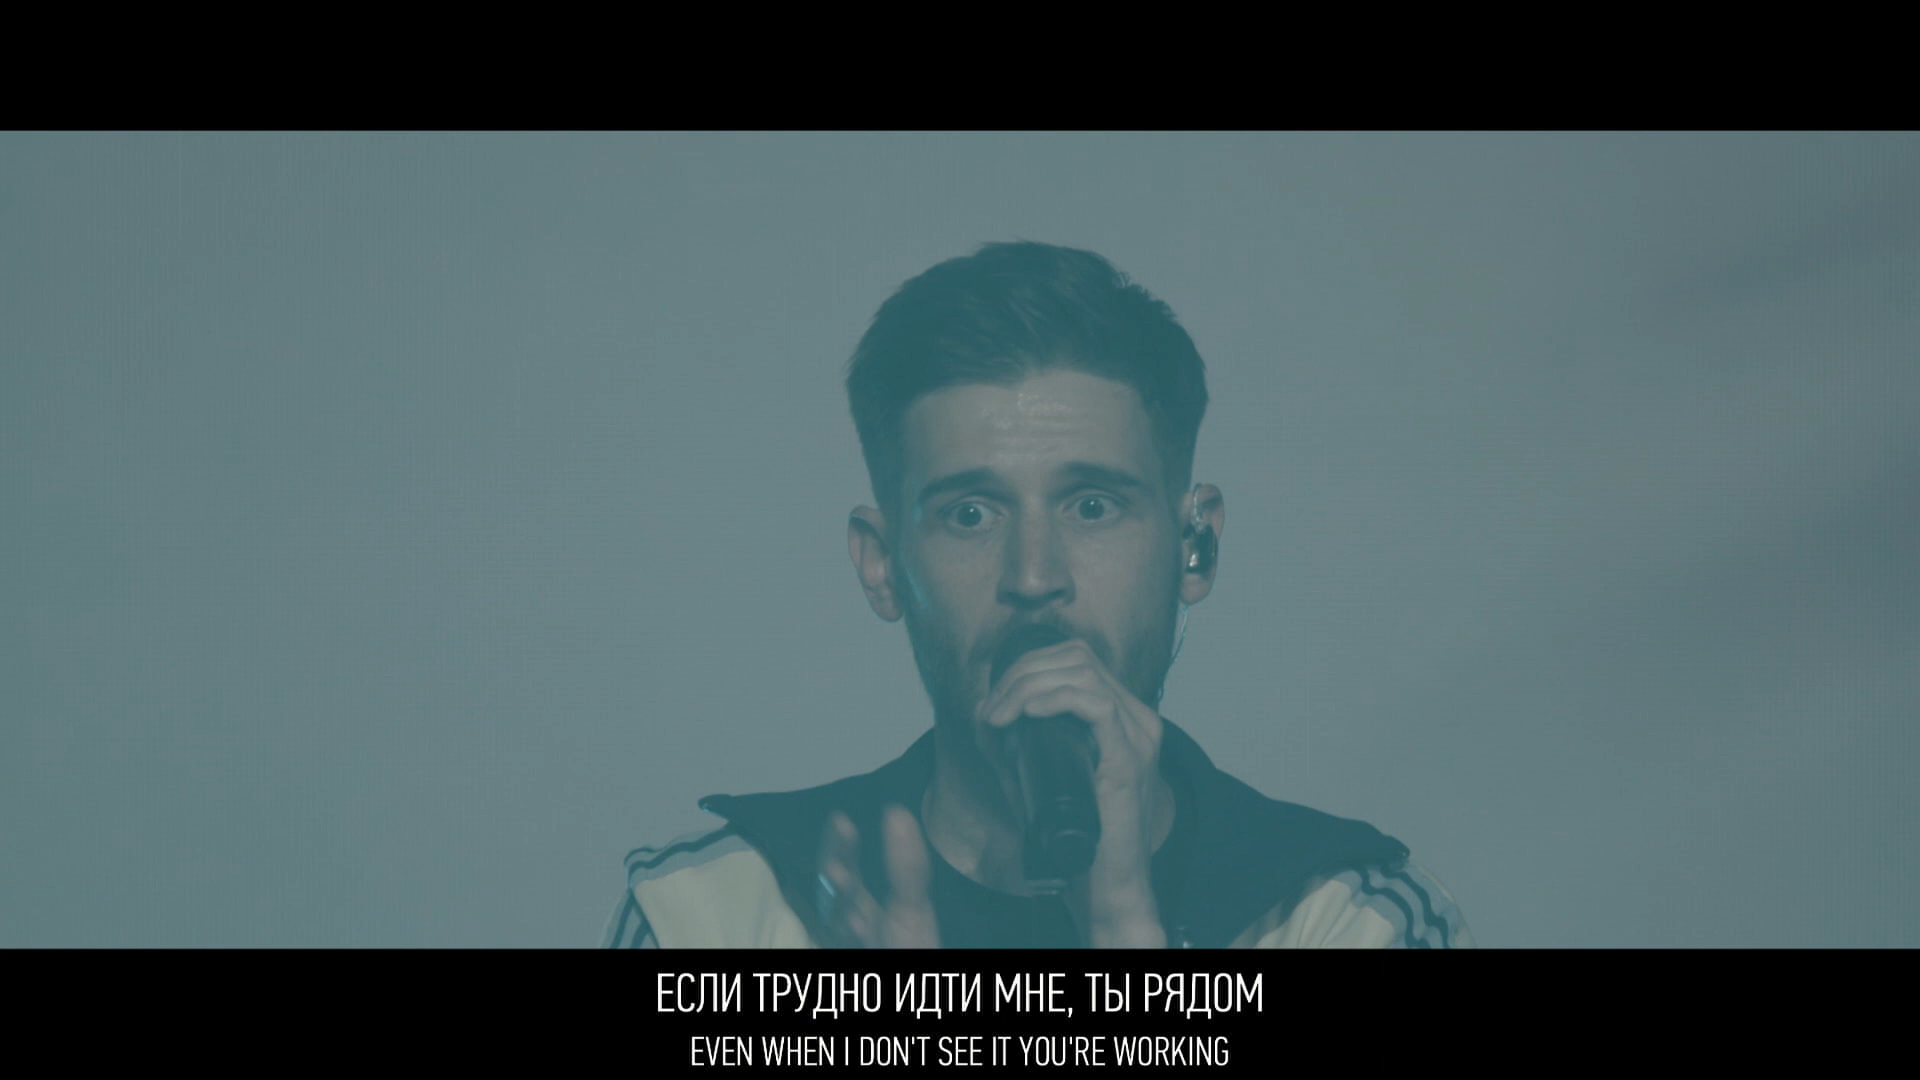 ЕСЛИ ТРУДНО ИДТИ МНЕ, ТЫ РЯДОМ
EVEN WHEN I DON'T SEE IT YOU'RE WORKING